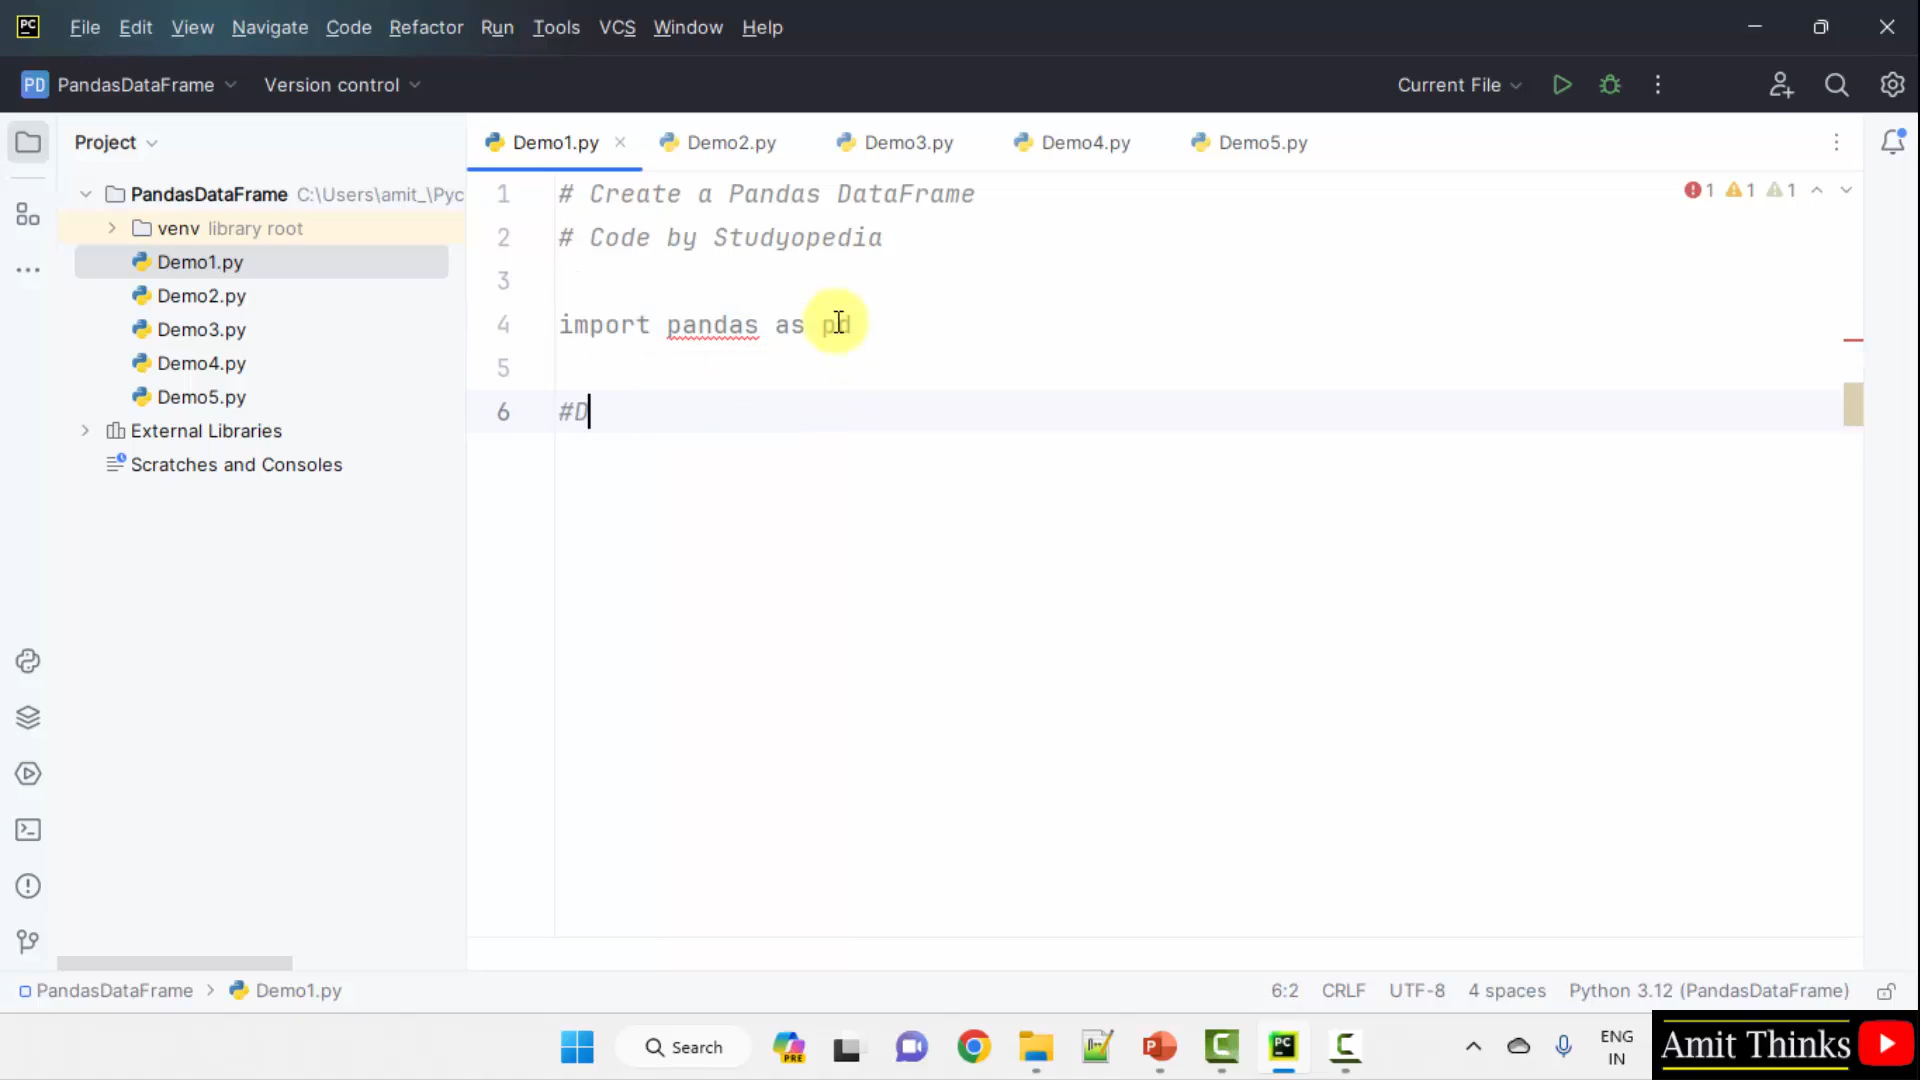 PC File Edit View Navigate Code Refactor Run Tools VCS Window Help
PD PandasDataFrame Version control Current File
Project
Demo1.py Demo2.py Demo3.py Demo4.py Demo5.py
PandasDataFrame C:\Users\amit_\Pyc
venv library root
Demo1.py
Demo2.py
Demo3.py
Demo4.py
Demo5.py
External Libraries
Scratches and Consoles
1 # Create a Pandas DataFrame
1 1 1
2 # Code by Studyopedia
3
4 import pandas as pd
5
6 #D
PandasDataFrame > Demo1.py 6:2 CRLF UTF-8 4 spaces Python 3.12 (PandasDataFrame)
Search PRE P C PC C ENG
IN
Amit Thinks